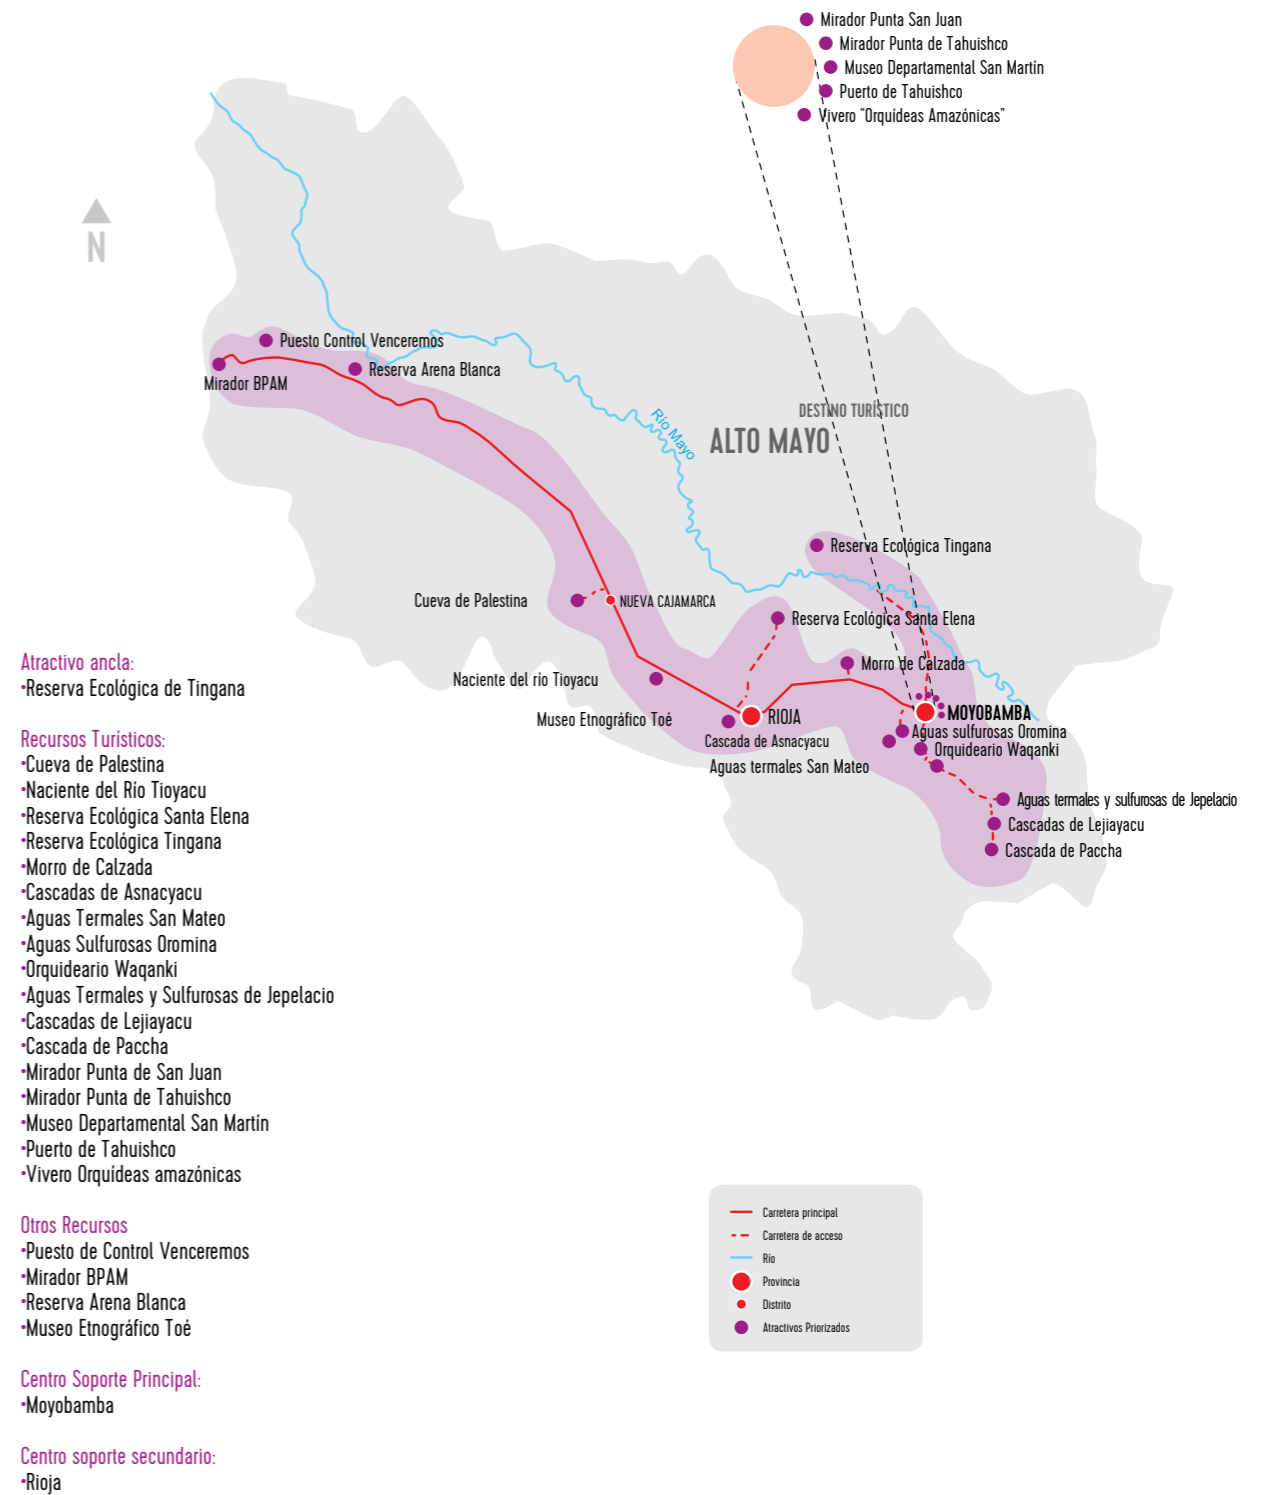 Mirador Punta San Juan
Mirador Punta de Tahuishco
Museo Departamental San Martín
Puerto de Tahuishco
Vivero "Orquídeas Amazónicas"
N
Puesto Control Venceremos
Reserva Arena Blanca
Mirador BPAM
DESTINO TURÍSTICO
ALTO MAYO
Río Mayo
Reserva Ecológica Tingana
Cueva de Palestina
NUEVA CAJAMARCA
Reserva Ecológica Santa Elena
Morro de Calzada
Naciente del río Tioyacu
Museo Etnográfico Toé
RIOJA
MOYOBAMBA
Cascada de Asnacyacu
Aguas sulfurosas Oromina
Orquideario Waqanki
Aguas termales San Mateo
Aguas termales y sulfurosas de Jepelacio
Cascadas de Lejiayacu
Cascada de Paccha
Atractivo ancla:
•Reserva Ecológica de Tingana
Recursos Turísticos:
•Cueva de Palestina
•Naciente del Río Tioyacu
•Reserva Ecológica Santa Elena
•Reserva Ecológica Tingana
•Morro de Calzada
•Cascadas de Asnacyacu
•Aguas Termales San Mateo
•Aguas Sulfurosas Oromina
•Orquideario Waqanki
•Aguas Termales y Sulfurosas de Jepelacio
•Cascadas de Lejiayacu
•Cascada de Paccha
•Mirador Punta de San Juan
•Mirador Punta de Tahuishco
•Museo Departamental San Martín
•Puerto de Tahuishco
•Vivero Orquídeas amazónicas
Otros Recursos
•Puesto de Control Venceremos
•Mirador BPAM
•Reserva Arena Blanca
•Museo Etnográfico Toé
Centro Soporte Principal:
•Moyobamba
Centro soporte secundario:
•Rioja
Carretera principal
Carretera de acceso
Río
Provincia
Distrito
Atractivos Priorizados